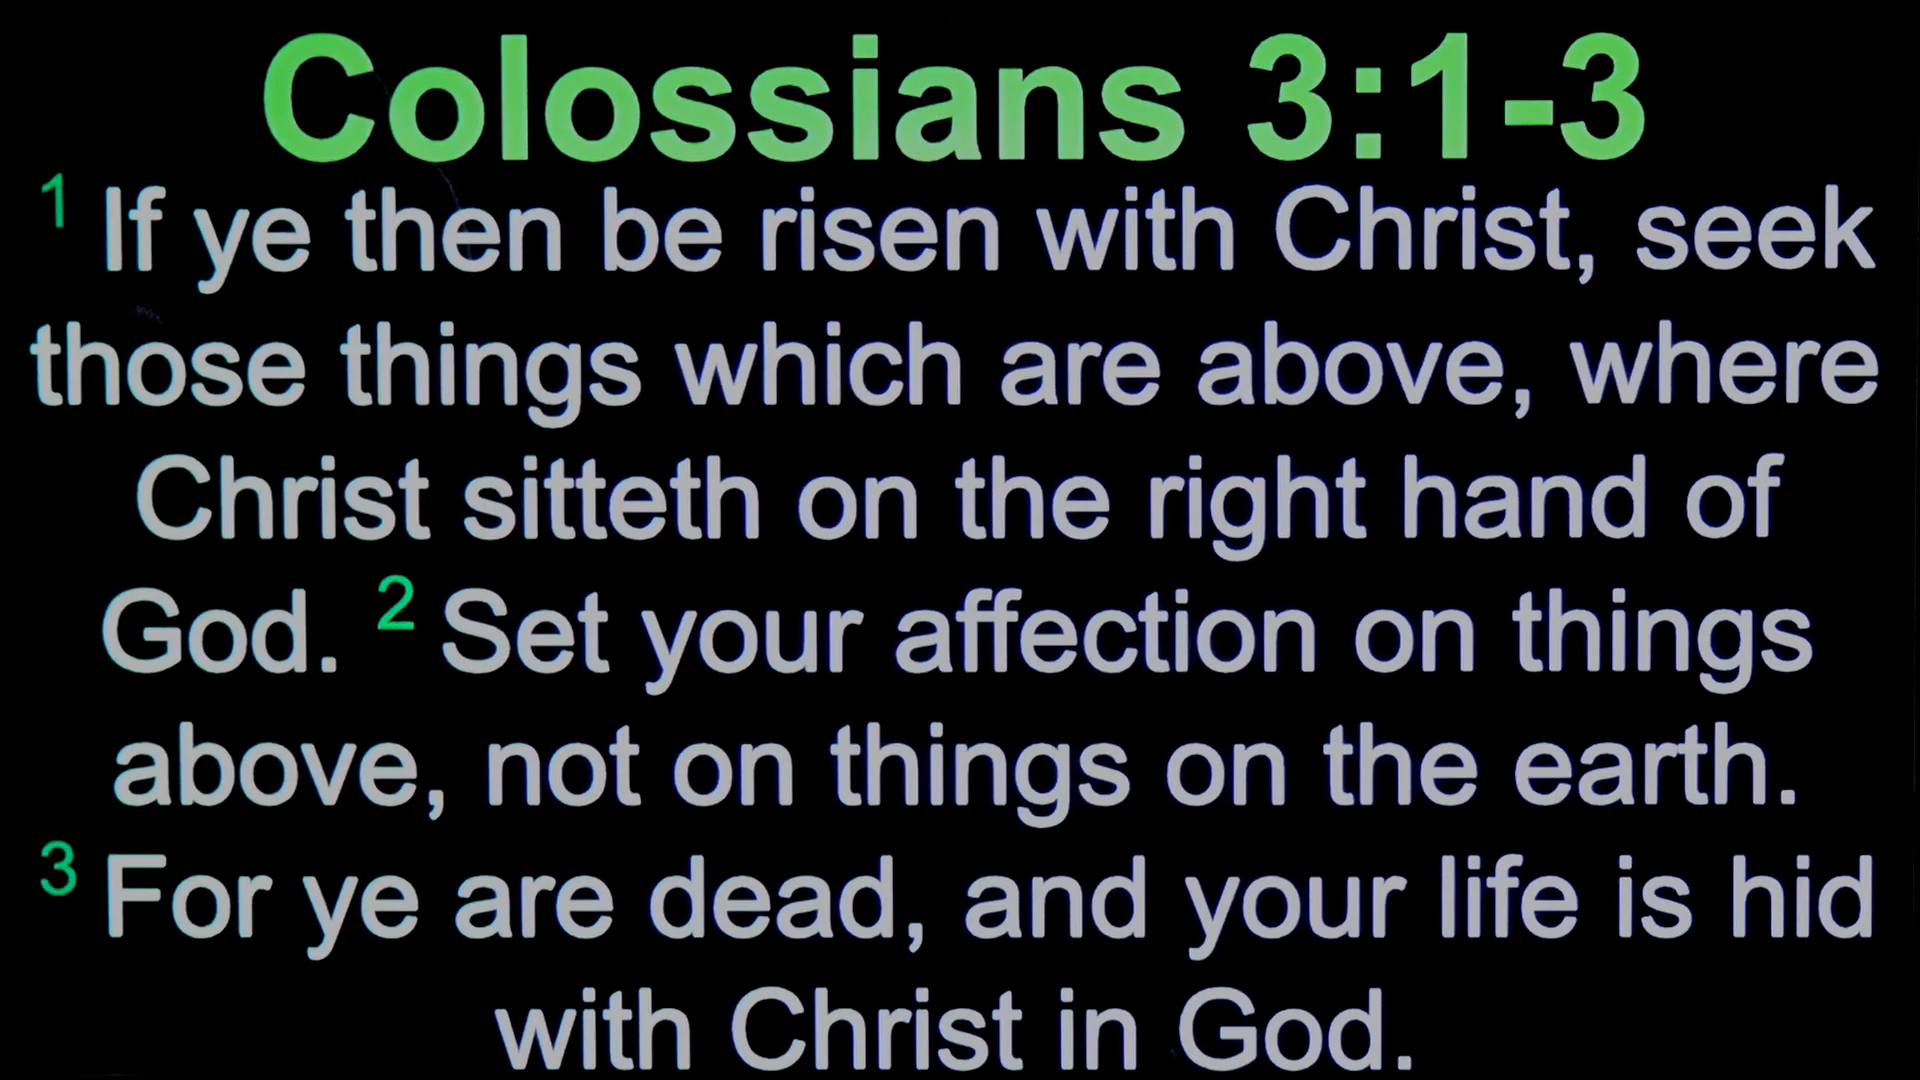 Colossians 3:1-3
1 If ye then be risen with Christ, seek
those things which are above, where
Christ sitteth on the right hand of
God. 2 Set your affection on things
above, not on things on the earth.
3 For ye are dead, and your life is hid
with Christ in God.